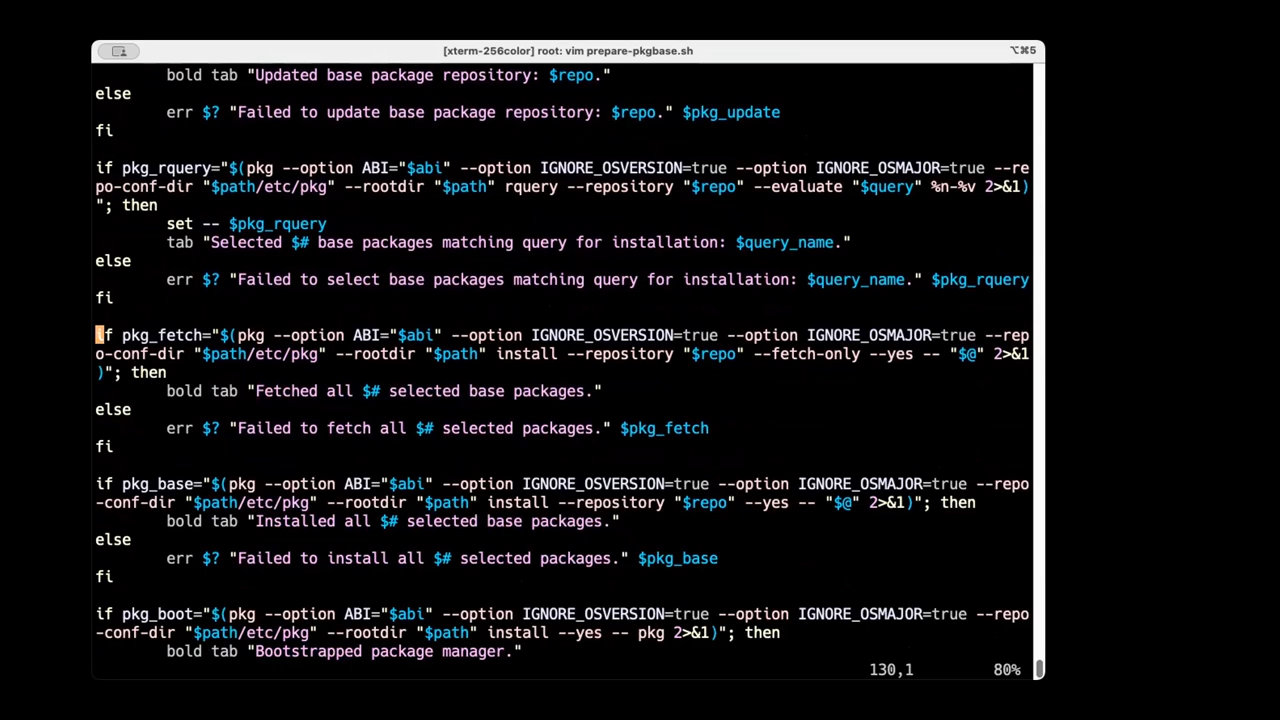 [xterm-256color] root: vim prepare-pkgbase.sh
⌥⌘5
bold tab "Updated base package repository: $repo."
else
err $? "Failed to update base package repository: $repo." $pkg_update
fi
if pkg_rquery="$(pkg --option ABI="$abi" --option IGNORE_OSVERSION=true --option IGNORE_OSMAJOR=true --re
po-conf-dir "$path/etc/pkg" --rootdir "$path" rquery --repository "$repo" --evaluate "$query" %n-%v 2>&1)
"; then
set -- $pkg_rquery
tab "Selected $# base packages matching query for installation: $query_name."
else
err $? "Failed to select base packages matching query for installation: $query_name." $pkg_rquery
fi
if pkg_fetch="$(pkg --option ABI="$abi" --option IGNORE_OSVERSION=true --option IGNORE_OSMAJOR=true --rep
o-conf-dir "$path/etc/pkg" --rootdir "$path" install --repository "$repo" --fetch-only --yes -- "$@" 2>&1
)"; then
bold tab "Fetched all $# selected base packages."
else
err $? "Failed to fetch all $# selected packages." $pkg_fetch
fi
if pkg_base="$(pkg --option ABI="$abi" --option IGNORE_OSVERSION=true --option IGNORE_OSMAJOR=true --repo
-conf-dir "$path/etc/pkg" --rootdir "$path" install --repository "$repo" --yes -- "$@" 2>&1)"; then
bold tab "Installed all $# selected base packages."
else
err $? "Failed to install all $# selected packages." $pkg_base
fi
if pkg_boot="$(pkg --option ABI="$abi" --option IGNORE_OSVERSION=true --option IGNORE_OSMAJOR=true --repo
-conf-dir "$path/etc/pkg" --rootdir "$path" install --yes -- pkg 2>&1)"; then
bold tab "Bootstrapped package manager."
130,1 80%